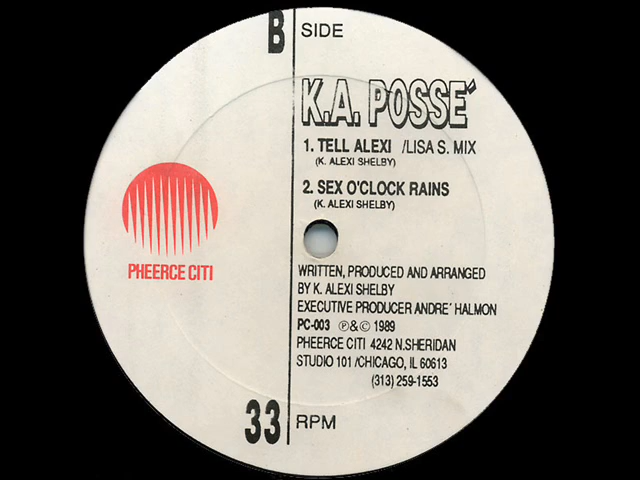 B SIDE
K.A. POSSE´
1. TELL ALEXI /LISA S. MIX
(K. ALEXI SHELBY)
2. SEX O'CLOCK RAINS
(K. ALEXI SHELBY)
PHEERCE CITI
WRITTEN, PRODUCED AND ARRANGED
BY K. ALEXI SHELBY
EXECUTIVE PRODUCER ANDRE´ HALMON
PC-003 ℗&© 1989
PHEERCE CITI 4242 N.SHERIDAN
STUDIO 101 /CHICAGO, IL 60613
(313) 259-1553
33 RPM